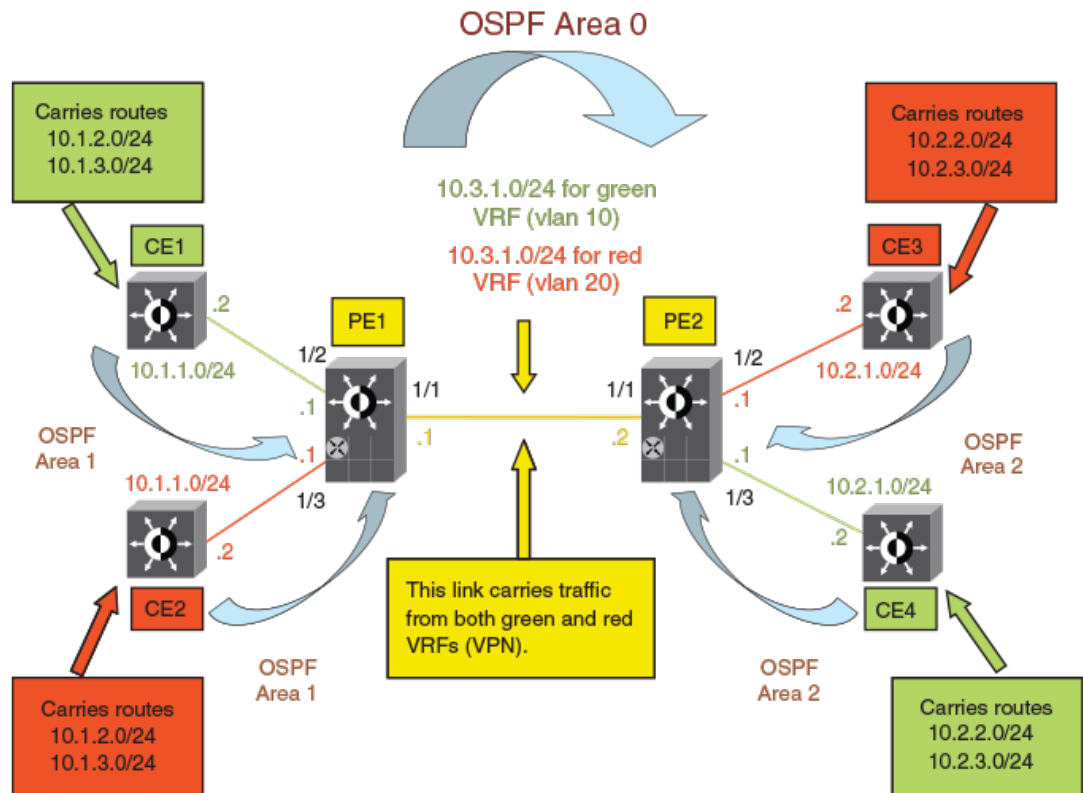 OSPF Area 0
Carries routes
10.1.2.0/24
10.1.3.0/24
Carries routes
10.2.2.0/24
10.2.3.0/24
10.3.1.0/24 for green
VRF (vlan 10)
10.3.1.0/24 for red
VRF (vlan 20)
CE1
CE3
.2
.2
PE1
PE2
10.1.1.0/24
1/2
1/1
1/1
1/2
10.2.1.0/24
.1
.1
.1
.2
.1
.1
OSPF
Area 1
OSPF
Area 2
10.1.1.0/24
1/3
1/3
10.2.1.0/24
.2
.2
CE2
CE4
This link carries traffic
from both green and red
VRFs (VPN).
OSPF
Area 1
OSPF
Area 2
Carries routes
10.1.2.0/24
10.1.3.0/24
Carries routes
10.2.2.0/24
10.2.3.0/24